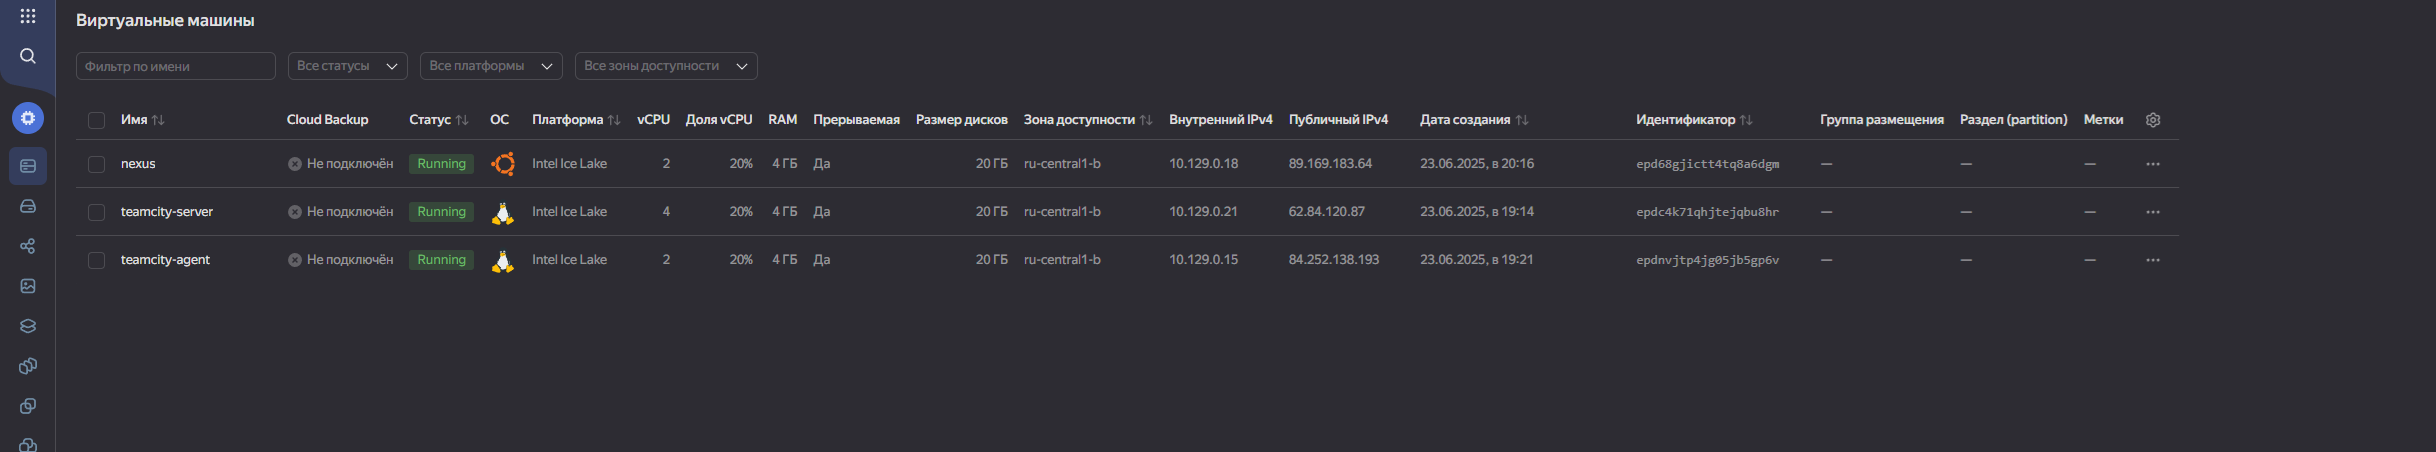 Виртуальные машины
Фильтр по имени Все статусы Все платформы Все зоны доступности
Имя Cloud Backup Статус ОС Платформа vCPU Доля vCPU RAM Прерываемая Размер дисков Зона доступности Внутренний IPv4 Публичный IPv4 Дата создания Идентификатор Группа размещения Раздел (partition) Метки
nexus Не подключён Running Intel Ice Lake 2 20% 4 ГБ Да 20 ГБ ru-central1-b 10.129.0.18 89.169.183.64 23.06.2025, в 20:16 epd68gjictt4tq8a6dgm — — —
teamcity-server Не подключён Running Intel Ice Lake 4 20% 4 ГБ Да 20 ГБ ru-central1-b 10.129.0.21 62.84.120.87 23.06.2025, в 19:14 epdc4k71qhjtejqbu8hr — — —
teamcity-agent Не подключён Running Intel Ice Lake 2 20% 4 ГБ Да 20 ГБ ru-central1-b 10.129.0.15 84.252.138.193 23.06.2025, в 19:21 epdnvjtp4jg05jb5gp6v — — —